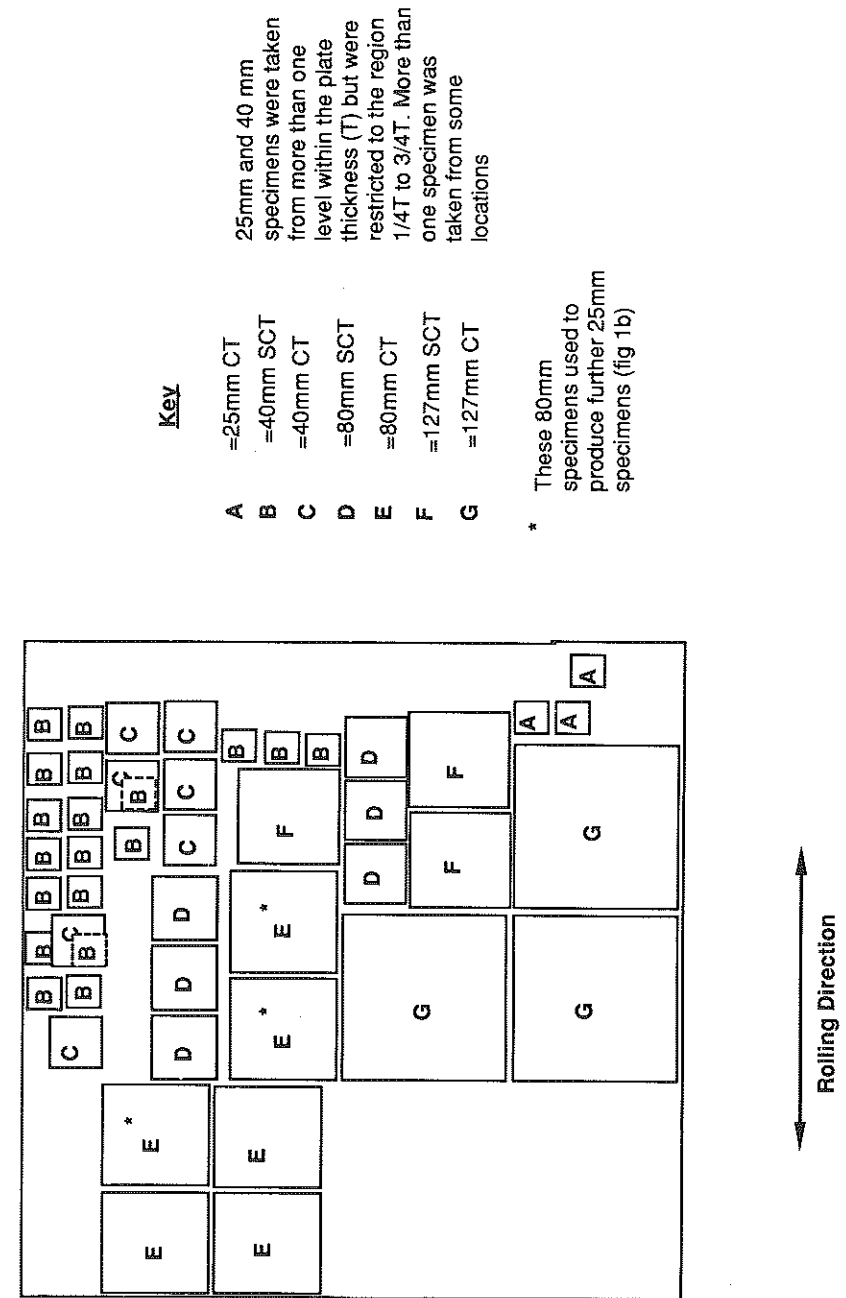 B B B B B B B
C C
B B B B B B B
C C
E E * B B
D D D C C C
B
E E E * E * F B
B
D D D
G F F
A
A
G G A
Rolling Direction
Key
A =25mm CT
B =40mm SCT
C =40mm CT
D =80mm SCT
E =80mm CT
F =127mm SCT
G =127mm CT
* These 80mm
specimens used to
produce further 25mm
specimens (fig 1b)
25mm and 40 mm
specimens were taken
from more than one
level within the plate
thickness (T) but were
restricted to the region
1/4T to 3/4T. More than
one specimen was
taken from some
locations